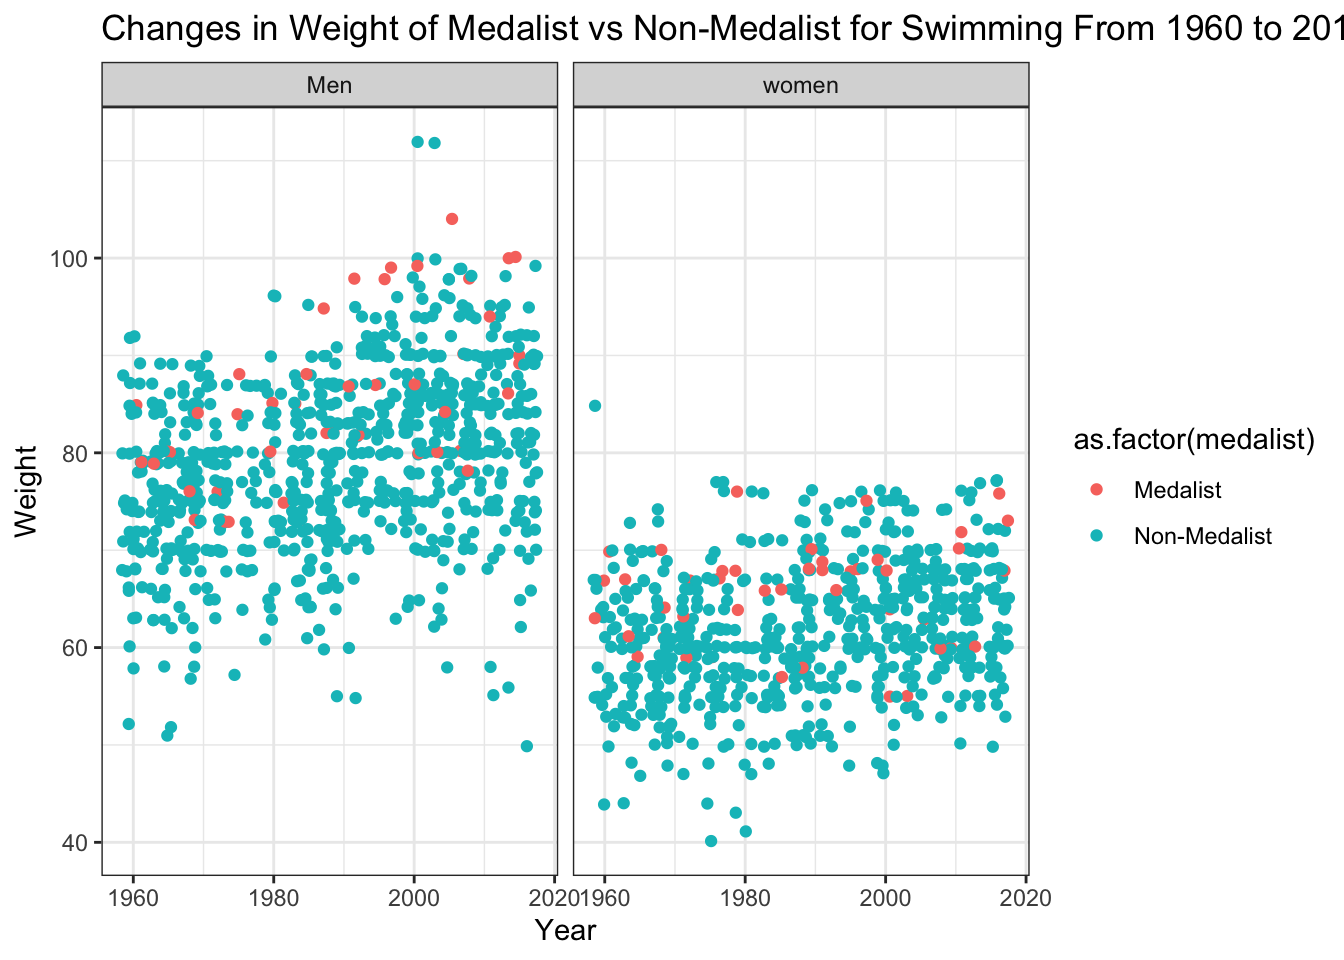 Changes in Weight of Medalist vs Non-Medalist for Swimming From 1960 to 201
Men
women
100
80
60
40
Weight
1960
1980
2000
2020
1960
1980
2000
2020
Year
as.factor(medalist)
Medalist
Non-Medalist